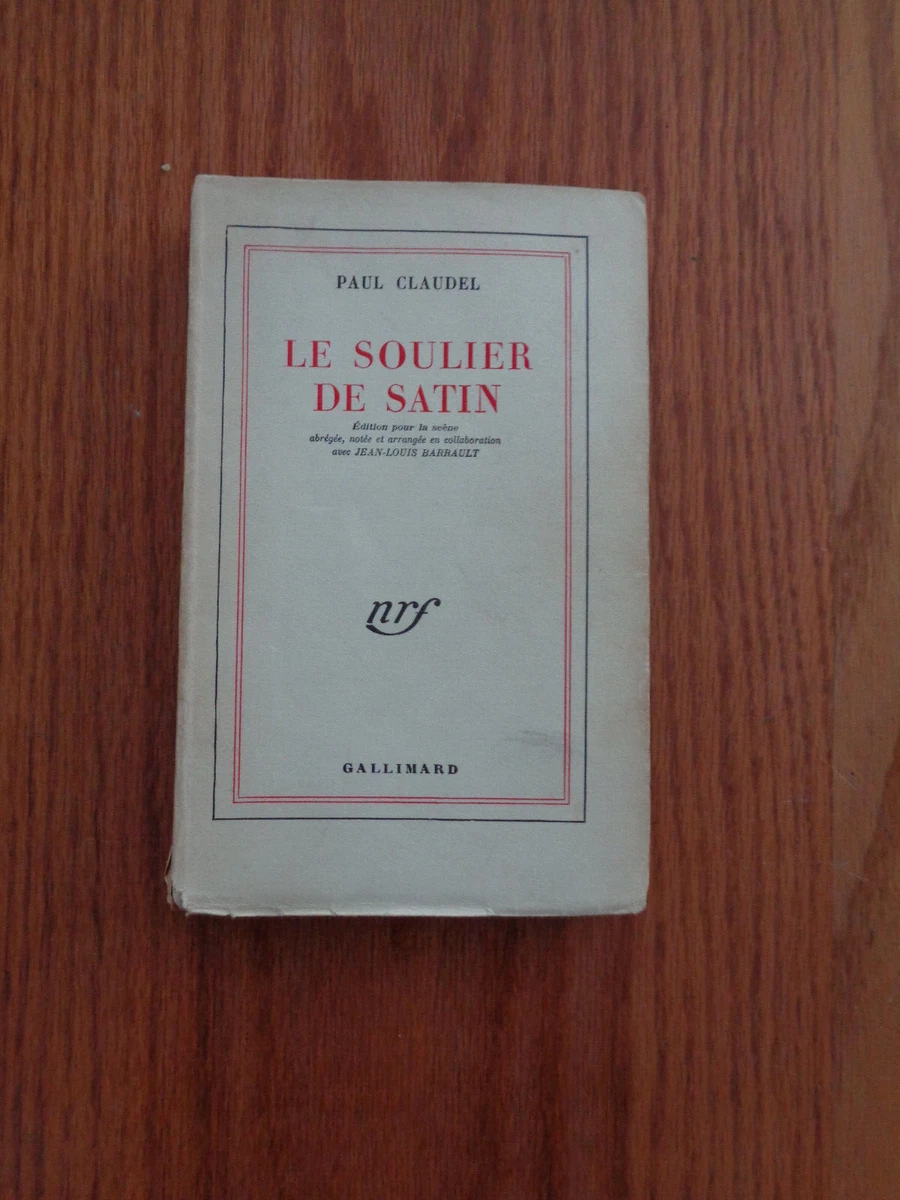 PAUL CLAUDEL
LE SOULIER
DE SATIN
Édition pour la scène
abrégée, notée et arrangée en collaboration
avec JEAN-LOUIS BARRAULT
nrf
GALLIMARD